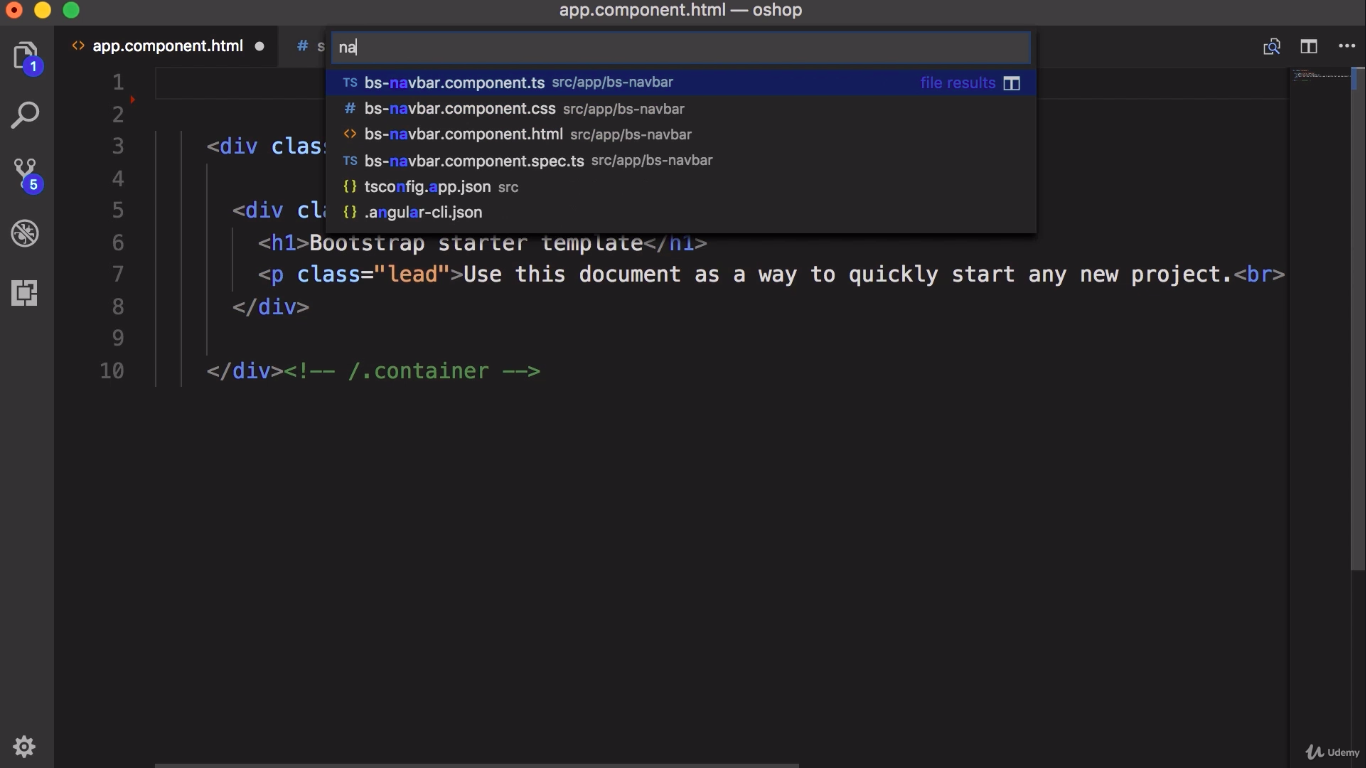 app.component.html — oshop
1
<> app.component.html ● # s
na
TS bs-navbar.component.ts src/app/bs-navbar file results
# bs-navbar.component.css src/app/bs-navbar
<> bs-navbar.component.html src/app/bs-navbar
TS bs-navbar.component.spec.ts src/app/bs-navbar
{} tsconfig.app.json src
{} .angular-cli.json
5
1
2
3 <div clas
4
5 <div cla
6 <h1>Bootstrap starter template</h1>
7 <p class="lead">Use this document as a way to quickly start any new project.<br>
8 </div>
9
10 </div><!-- /.container -->
Udemy